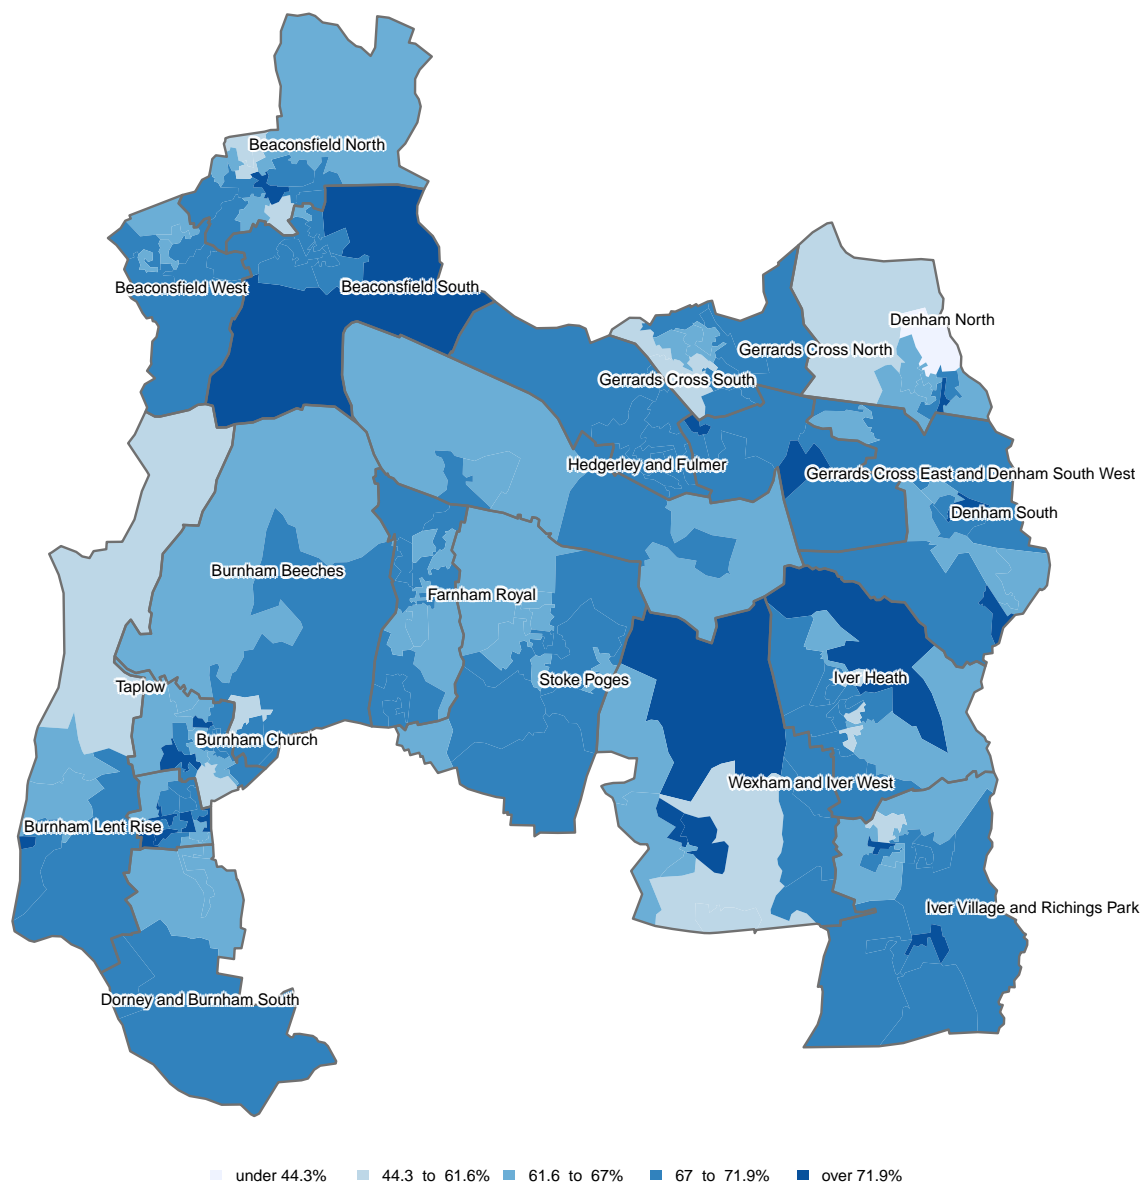 Beaconsfield North
Beaconsfield West
Beaconsfield South
Denham North
Gerrards Cross North
Gerrards Cross South
Hedgerley and Fulmer
Gerrards Cross East and Denham South West
Denham South
Burnham Beeches
Farnham Royal
Stoke Poges
Iver Heath
Taplow
Burnham Church
Wexham and Iver West
Burnham Lent Rise
Iver Village and Richings Park
Dorney and Burnham South
under 44.3% 44.3 to 61.6% 61.6 to 67% 67 to 71.9% over 71.9%